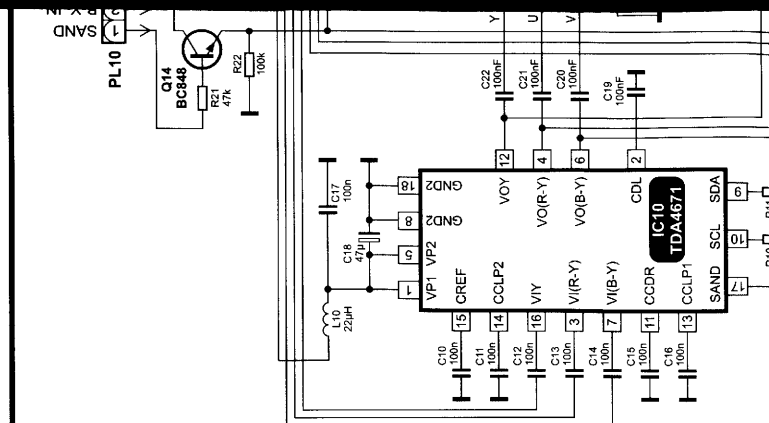 SAND
1
2
PL10
Q14
BC848
R21
47k
R22
100k
Y
U
V
C22
100nF
C21
100nF
C20
100nF
C19
100nF
12
4
6
2
VOY
VO(R-Y)
VO(B-Y)
CDL
C17
100n
C18
47µ
18
GND2
8
GND2
5
VP2
1
VP1
L10
22µH
IC10
TDA4671
SDA
9
SCL
10
SAND
17
CREF
CCLP2
VIY
VI(R-Y)
VI(B-Y)
CCDR
CCLP1
15
14
16
3
7
11
13
C10
100n
C11
100n
C12
100n
C13
100n
C14
100n
C15
100n
C16
100n